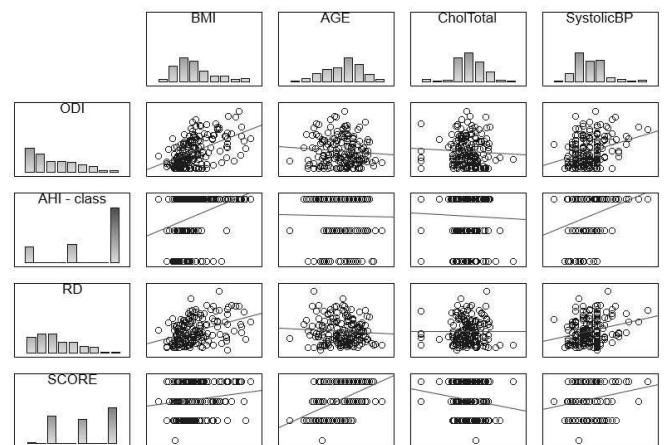 BMI
AGE
CholTotal
SystolicBP
ODI
AHI - class
RD
SCORE